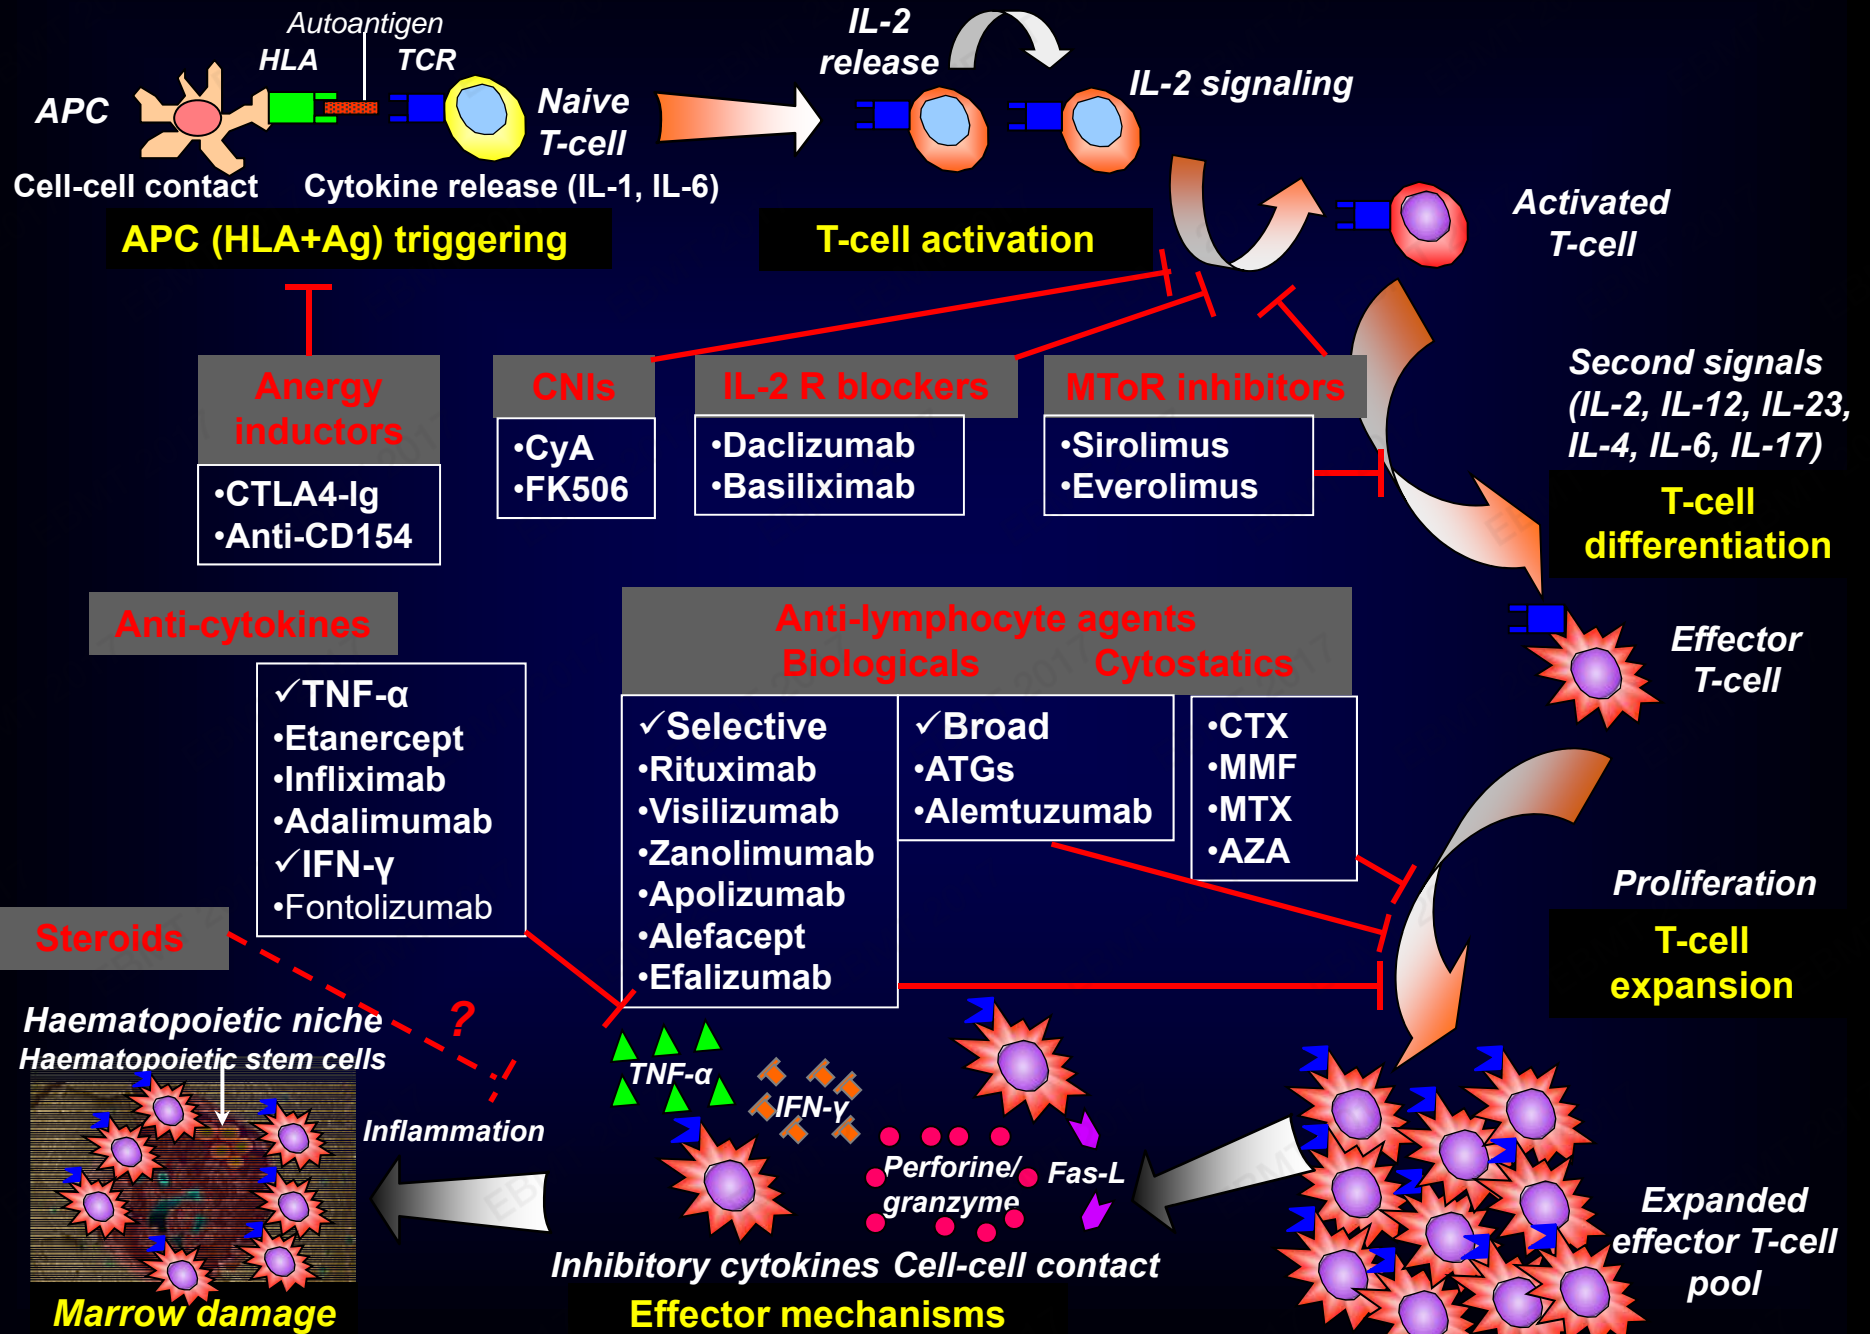 Autoantigen
HLA
TCR
APC
Naive
T-cell
Cell-cell contact
Cytokine release (IL-1, IL-6)
APC (HLA+Ag) triggering
IL-2
release
IL-2 signaling
T-cell activation
Activated
T-cell
Anergy
inductors
•CTLA4-Ig
•Anti-CD154
CNIs
•CyA
•FK506
IL-2 R blockers
•Daclizumab
•Basiliximab
MToR inhibitors
•Sirolimus
•Everolimus
Second signals
(IL-2, IL-12, IL-23,
IL-4, IL-6, IL-17)
T-cell
differentiation
Effector
T-cell
Anti-cytokines
✓TNF-α
•Etanercept
•Infliximab
•Adalimumab
✓IFN-γ
•Fontolizumab
Anti-lymphocyte agents
Biologicals Cytostatics
✓Selective
•Rituximab
•Visilizumab
•Zanolimumab
•Apolizumab
•Alefacept
•Efalizumab
✓Broad
•ATGs
•Alemtuzumab
•CTX
•MMF
•MTX
•AZA
Proliferation
T-cell
expansion
Steroids
?
Haematopoietic niche
Haematopoietic stem cells
Inflammation
Marrow damage
TNF-α
IFN-γ
Perforine/
granzyme
Fas-L
Inhibitory cytokines Cell-cell contact
Effector mechanisms
Expanded
effector T-cell
pool